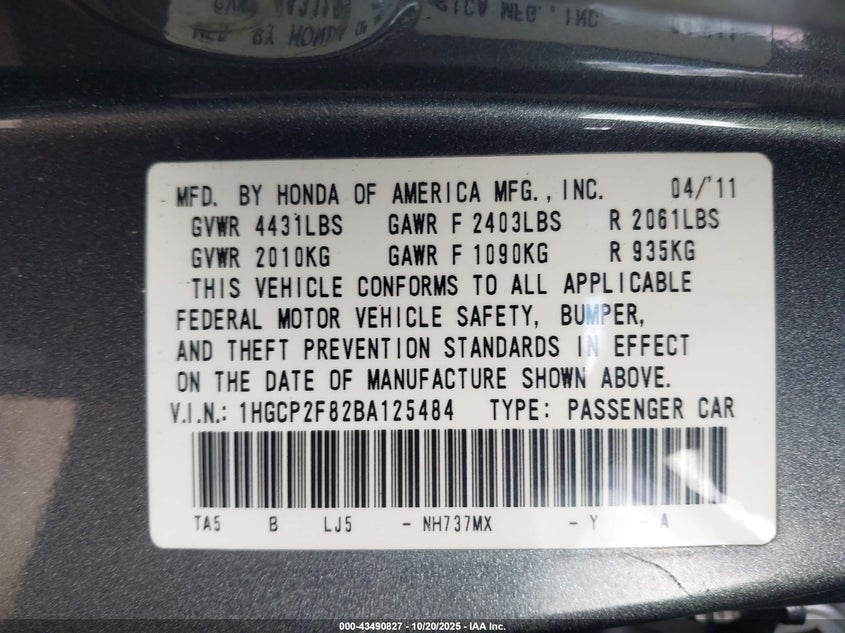 MFD. BY HONDA OF AMERICA MFG., INC. 04/'11
GVWR 4431LBS GAWR F 2403LBS R 2061LBS
GVWR 2010KG GAWR F 1090KG R 935KG
THIS VEHICLE CONFORMS TO ALL APPLICABLE
FEDERAL MOTOR VEHICLE SAFETY, BUMPER,
AND THEFT PREVENTION STANDARDS IN EFFECT
ON THE DATE OF MANUFACTURE SHOWN ABOVE.
V.I.N.: 1HGCP2F82BA125484 TYPE: PASSENGER CAR
TA5 B LJ5 - NH737MX - Y - A
000-43490827 - 10/20/2025 - IAA Inc.